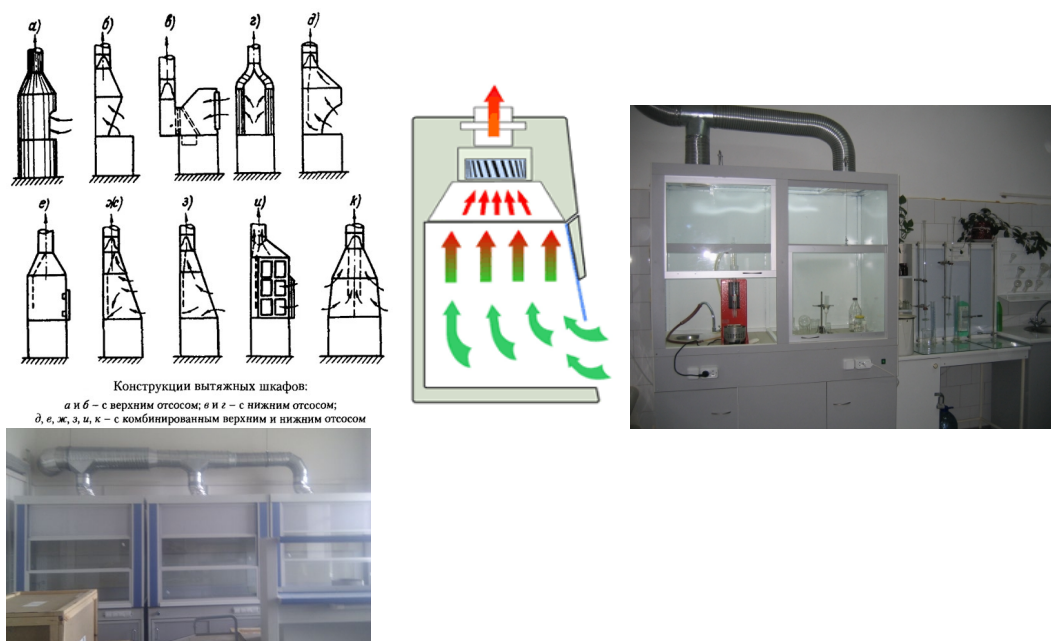 а)
б)
в)
г)
д)
е)
ж)
з)
и)
к)
Конструкции вытяжных шкафов:
а и б – с верхним отсосом; в и г – с нижним отсосом;
д, е, ж, з, и, к – с комбинированным верхним и нижним отсосом